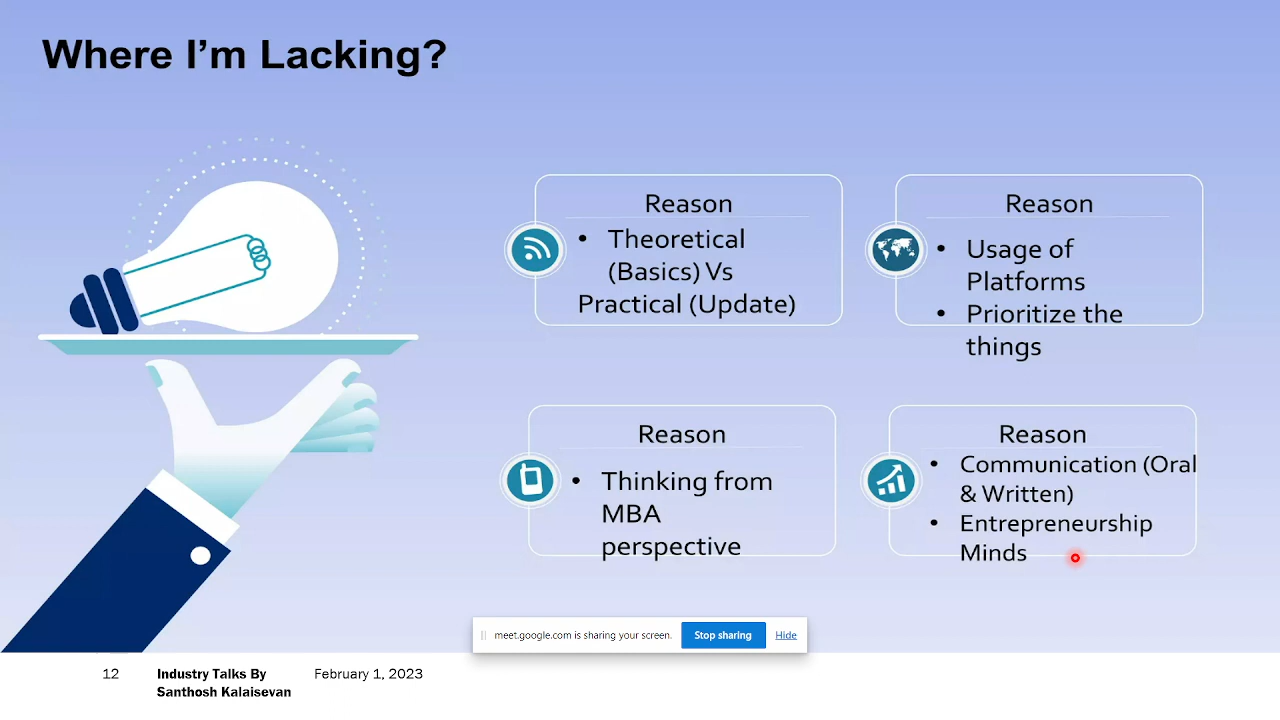 Where I'm Lacking?
Reason
• Theoretical
(Basics) Vs
Practical (Update)
Reason
• Usage of
Platforms
• Prioritize the
things
Reason
• Thinking from
MBA
perspective
Reason
• Communication (Oral
& Written)
• Entrepreneurship
Minds
meet.google.com is sharing your screen. Stop sharing Hide
12 Industry Talks By February 1, 2023
Santhosh Kalaisevan